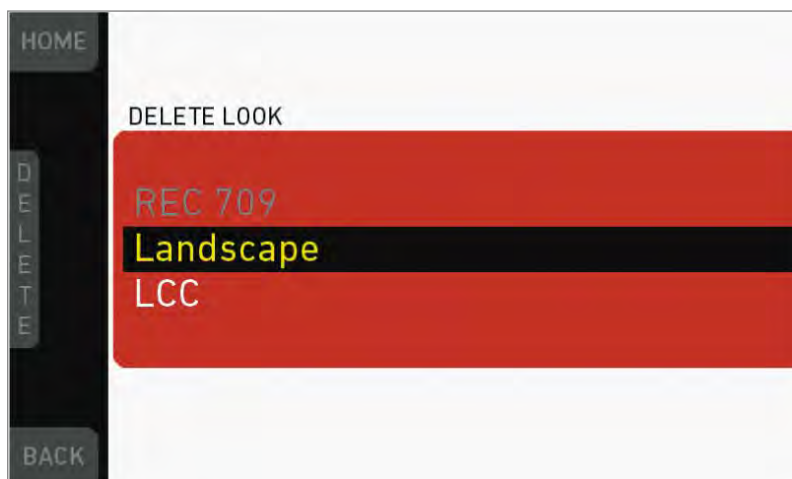 HOME
DELETE LOOK
DELETE
REC 709
Landscape
LCC
BACK